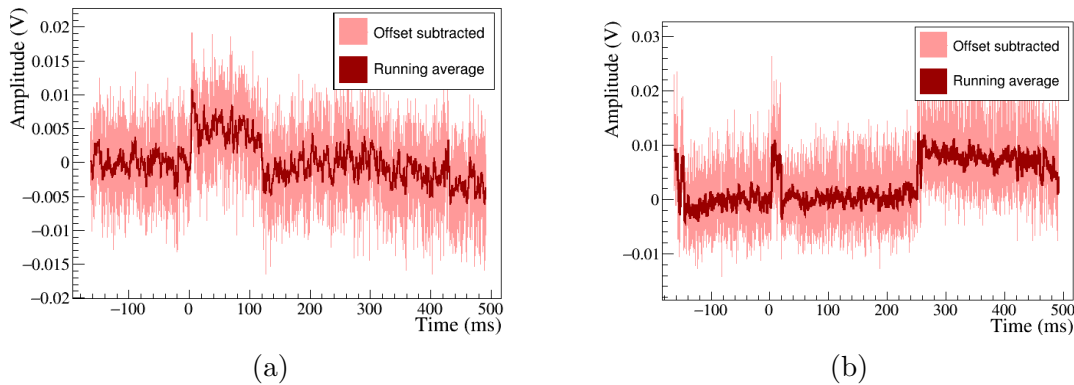 Amplitude (V)
0.02
0.015
0.01
0.005
0
−0.005
−0.01
−0.015
−0.02
−100 0 100 200 300 400 500
Time (ms)
Offset subtracted
Running average
(a)
Amplitude (V)
0.03
0.02
0.01
0
−0.01
−100 0 100 200 300 400 500
Time (ms)
Offset subtracted
Running average
(b)